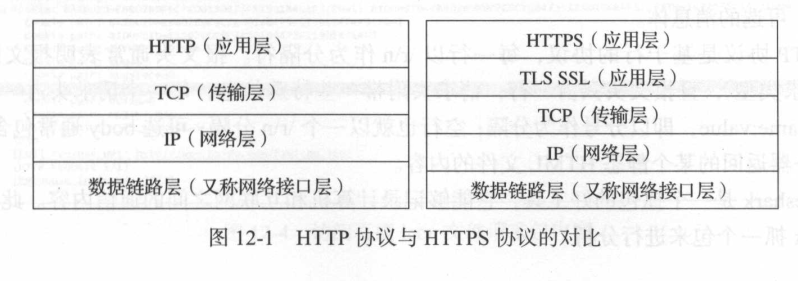 HTTP（应用层）
TCP（传输层）
IP（网络层）
数据链路层（又称网络接口层）
HTTPS（应用层）
TLS SSL（应用层）
TCP（传输层）
IP（网络层）
数据链路层（又称网络接口层）
图 12-1 HTTP 协议与 HTTPS 协议的对比